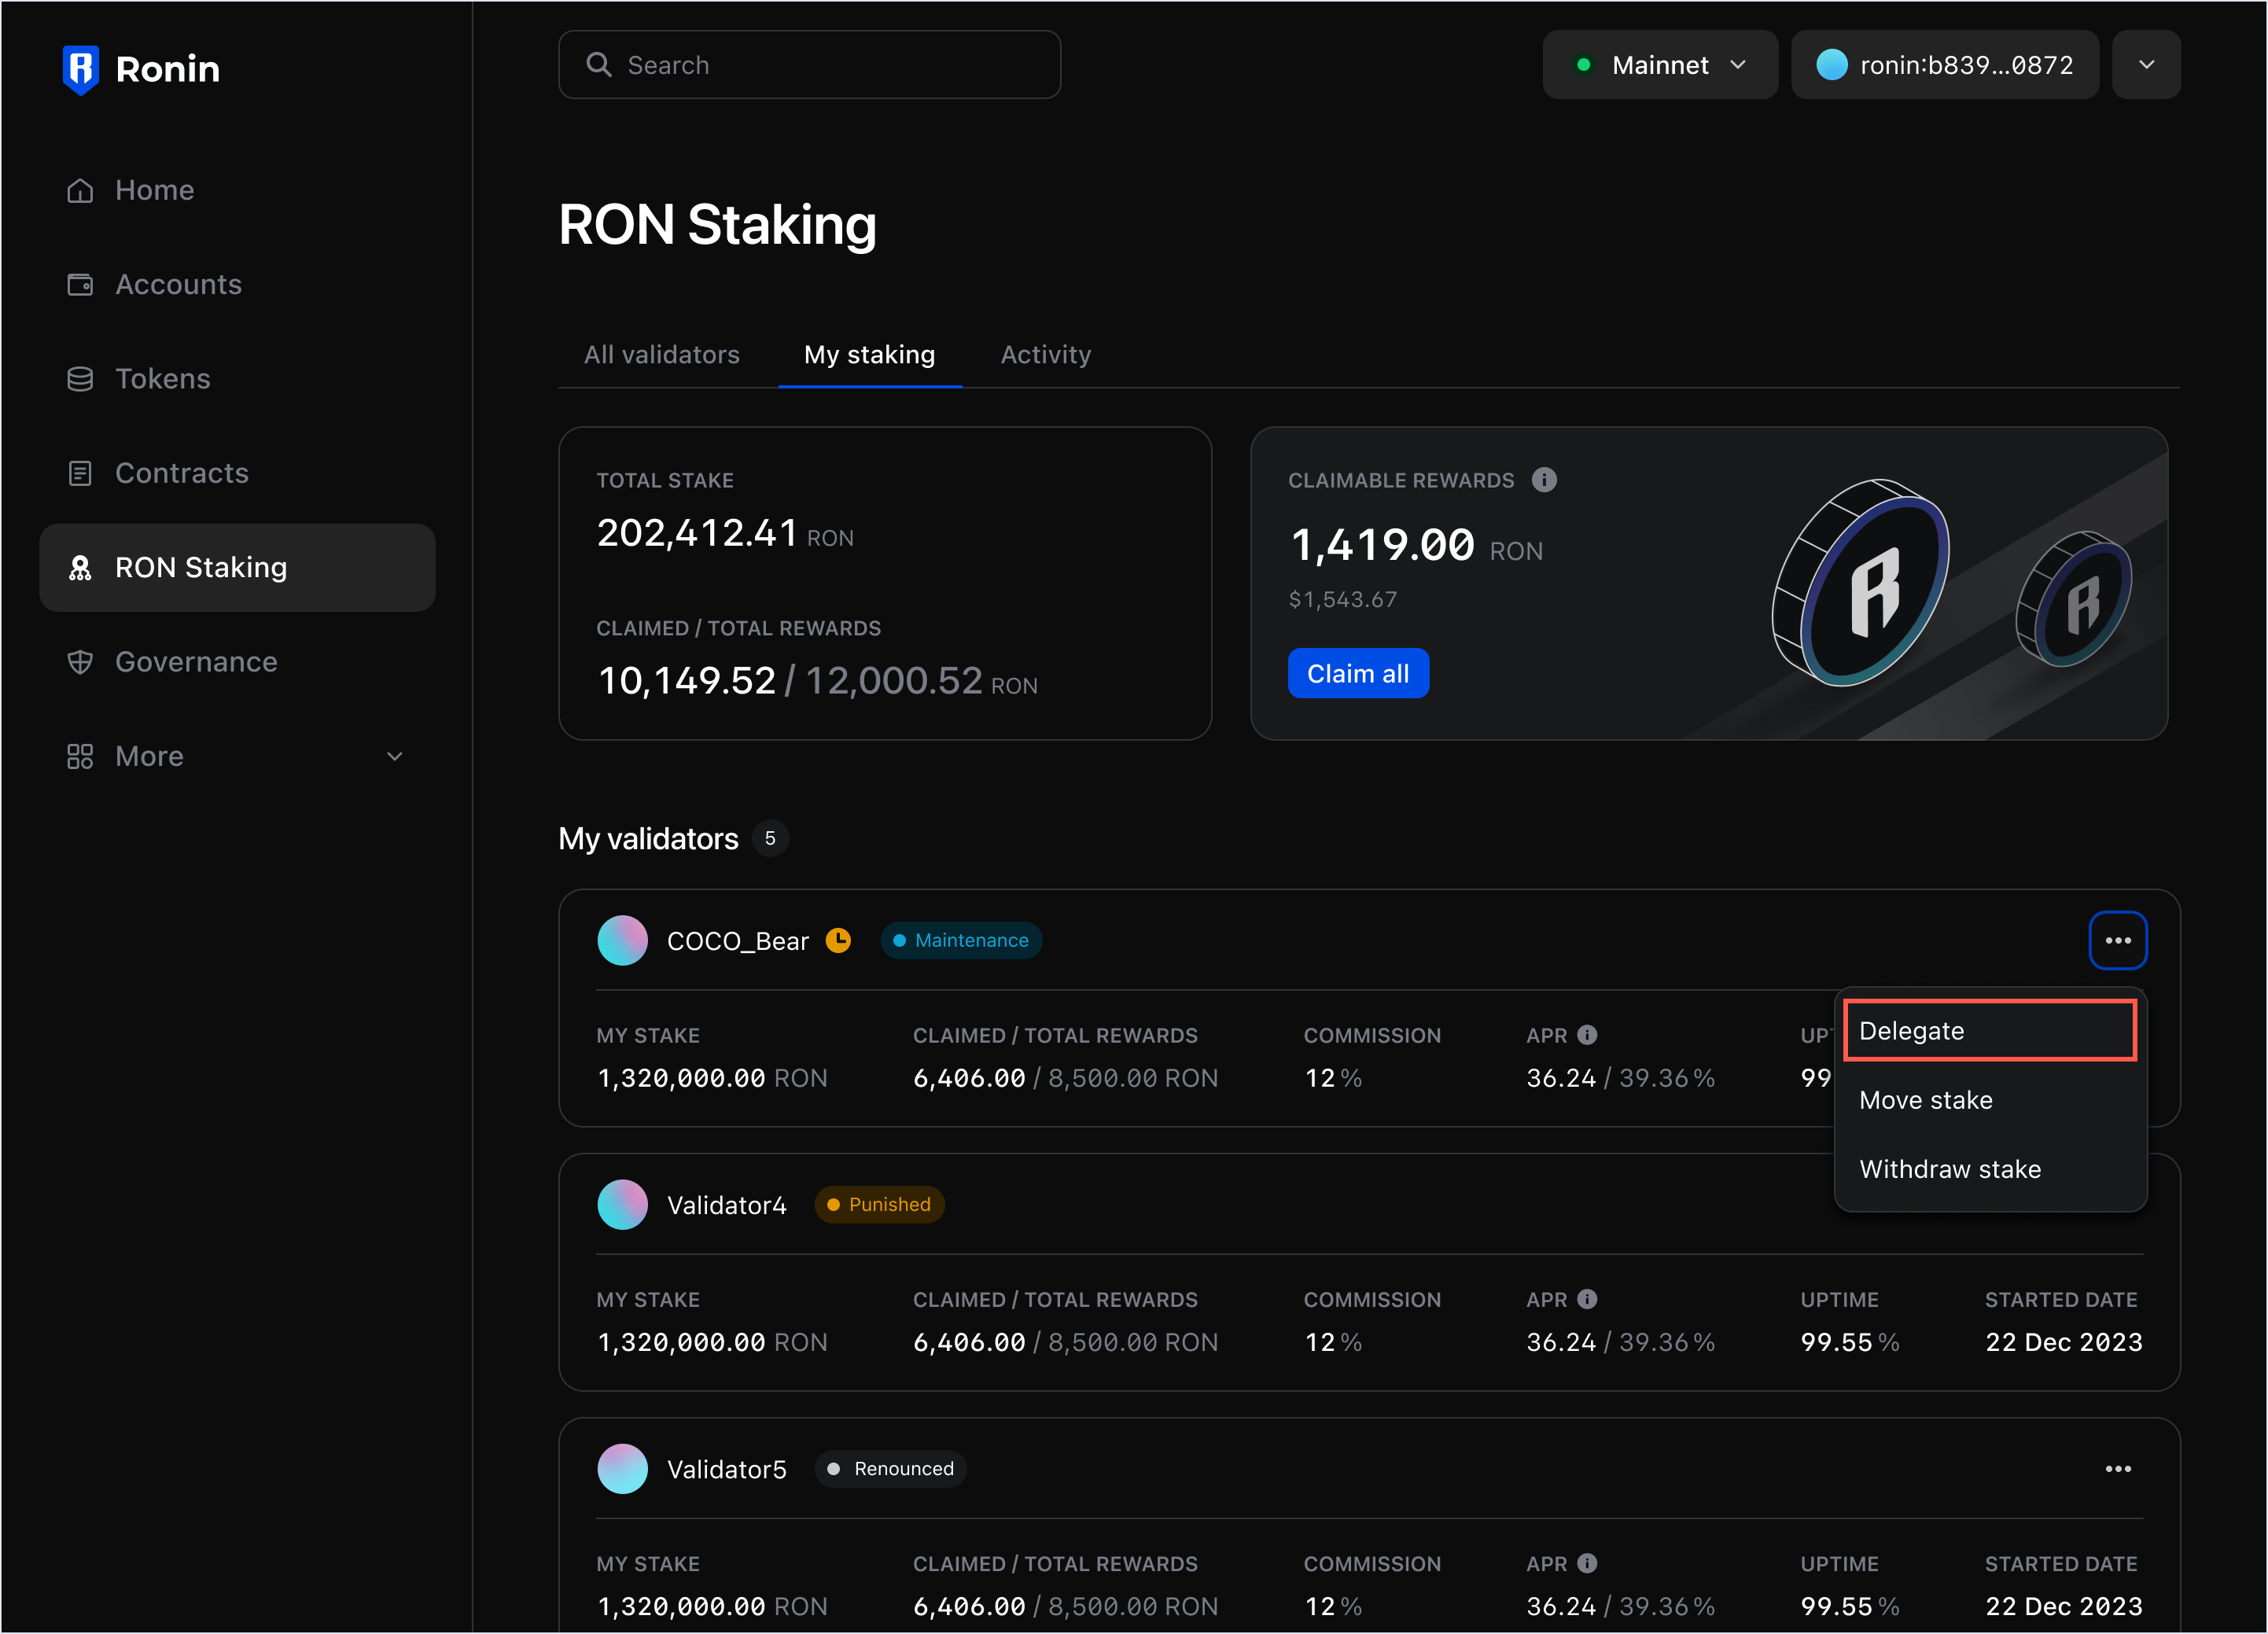 Ronin
Search
Mainnet
ronin:b839...0872
Home
Accounts
Tokens
Contracts
RON Staking
Governance
More
RON Staking
All validators My staking Activity
TOTAL STAKE
202,412.41 RON
CLAIMED / TOTAL REWARDS
10,149.52 / 12,000.52 RON
CLAIMABLE REWARDS
1,419.00 RON
$1,543.67
Claim all
My validators 5
COCO_Bear Maintenance
MY STAKE CLAIMED / TOTAL REWARDS COMMISSION APR UPT
1,320,000.00 RON 6,406.00 / 8,500.00 RON 12 % 36.24 / 39.36 % 99
Delegate
Move stake
Withdraw stake
Validator4 Punished
MY STAKE CLAIMED / TOTAL REWARDS COMMISSION APR UPTIME STARTED DATE
1,320,000.00 RON 6,406.00 / 8,500.00 RON 12 % 36.24 / 39.36 % 99.55 % 22 Dec 2023
Validator5 Renounced
MY STAKE CLAIMED / TOTAL REWARDS COMMISSION APR UPTIME STARTED DATE
1,320,000.00 RON 6,406.00 / 8,500.00 RON 12 % 36.24 / 39.36 % 99.55 % 22 Dec 2023